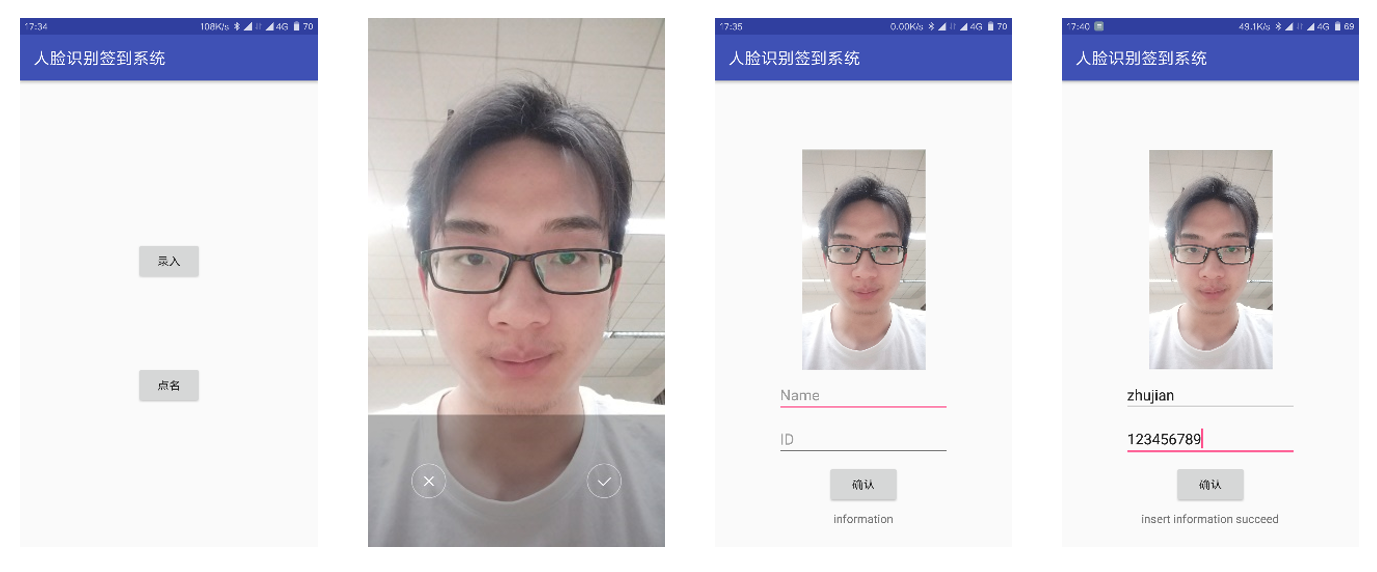 17:34 108K/s 4G 70
人脸识别签到系统
录入
点名
17:35 0.00K/s 4G 70
人脸识别签到系统
Name
ID
确认
information
17:40 49.1K/s 4G 69
人脸识别签到系统
zhujian
123456789
确认
insert information succeed